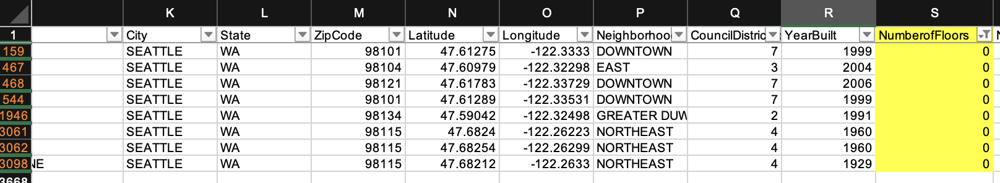 K L M N O P Q R S
1 City State ZipCode Latitude Longitude Neighborhoo CouncilDistric YearBuilt NumberofFloors
159 SEATTLE WA 98101 47.61275 -122.3333 DOWNTOWN 7 1999 0
467 SEATTLE WA 98104 47.60979 -122.32298 EAST 3 2004 0
468 SEATTLE WA 98121 47.61783 -122.33729 DOWNTOWN 7 2006 0
544 SEATTLE WA 98101 47.61289 -122.33531 DOWNTOWN 7 1999 0
1946 SEATTLE WA 98134 47.59042 -122.32498 GREATER DUW 2 1991 0
3061 SEATTLE WA 98115 47.6824 -122.26223 NORTHEAST 4 1960 0
3062 SEATTLE WA 98115 47.68254 -122.26299 NORTHEAST 4 1960 0
3098 NE SEATTLE WA 98115 47.68212 -122.2633 NORTHEAST 4 1929 0
3668